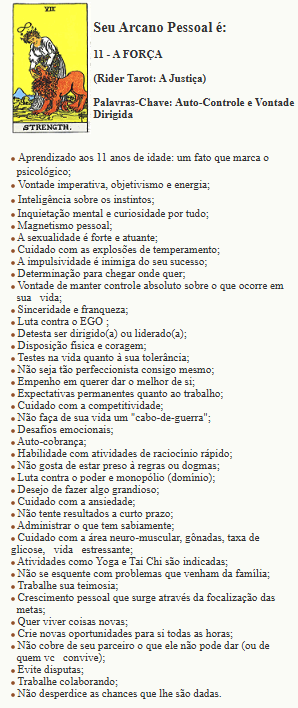 VII
STRENGTH.
Seu Arcano Pessoal é:
11 - A FORÇA
(Rider Tarot: A Justiça)
Palavras-Chave: Auto-Controle e Vontade
Dirigida
• Aprendizado aos 11 anos de idade: um fato que marca o
psicológico;
• Vontade imperativa, objetivismo e energia;
• Inteligência sobre os instintos;
• Inquietação mental e curiosidade por tudo;
• Magnetismo pessoal;
• A sexualidade é forte e atuante;
• Cuidado com as explosões de temperamento;
• A impulsividade é inimiga do seu sucesso;
• Determinação para chegar onde quer;
• Vontade de manter controle absoluto sobre o que ocorre em
sua vida;
• Sinceridade e franqueza;
• Luta contra o EGO ;
• Detesta ser dirigido(a) ou liderado(a);
• Disposição física e coragem;
• Testes na vida quanto à sua tolerância;
• Não seja tão perfeccionista consigo mesmo;
• Empenho em querer dar o melhor de si;
• Expectativas permanentes quanto ao trabalho;
• Cuidado com a competitividade;
• Não faça de sua vida um "cabo-de-guerra";
• Desafios emocionais;
• Auto-cobrança;
• Habilidade com atividades de raciocínio rápido;
• Não gosta de estar preso à regras ou dogmas;
• Luta contra o poder e monopólio (domínio);
• Desejo de fazer algo grandioso;
• Cuidado com a ansiedade;
• Não tente resultados a curto prazo;
• Administrar o que tem sabiamente;
• Cuidado com a área neuro-muscular, gônadas, taxa de
glicose, vida estressante;
• Atividades como Yoga e Tai Chi são indicadas;
• Não se esquente com problemas que venham da família;
• Trabalhe sua teimosia;
• Crescimento pessoal que surge através da focalização das
metas;
• Quer viver coisas novas;
• Crie novas oportunidades para si todas as horas;
• Não cobre de seu parceiro o que ele não pode dar (ou de
quem vc convive);
• Evite disputas;
• Trabalhe colaborando;
• Não desperdice as chances que lhe são dadas.